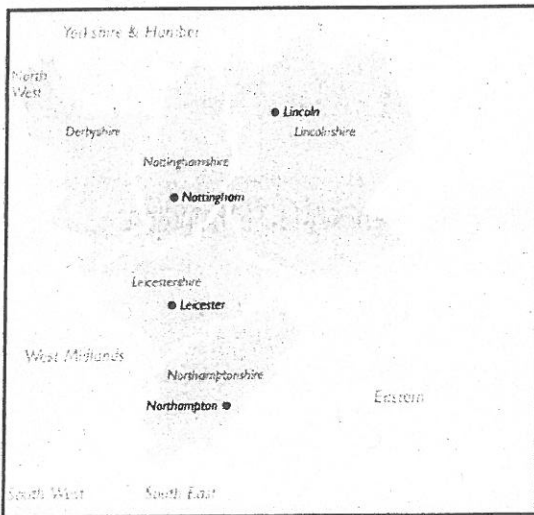 Yorkshire & Humber
North
West
Lincoln
Derbyshire
Lincolnshire
Nottinghamshire
Nottingham
Leicestershire
Leicester
West Midlands
Northamptonshire
Northampton
Eastern
South West
South East